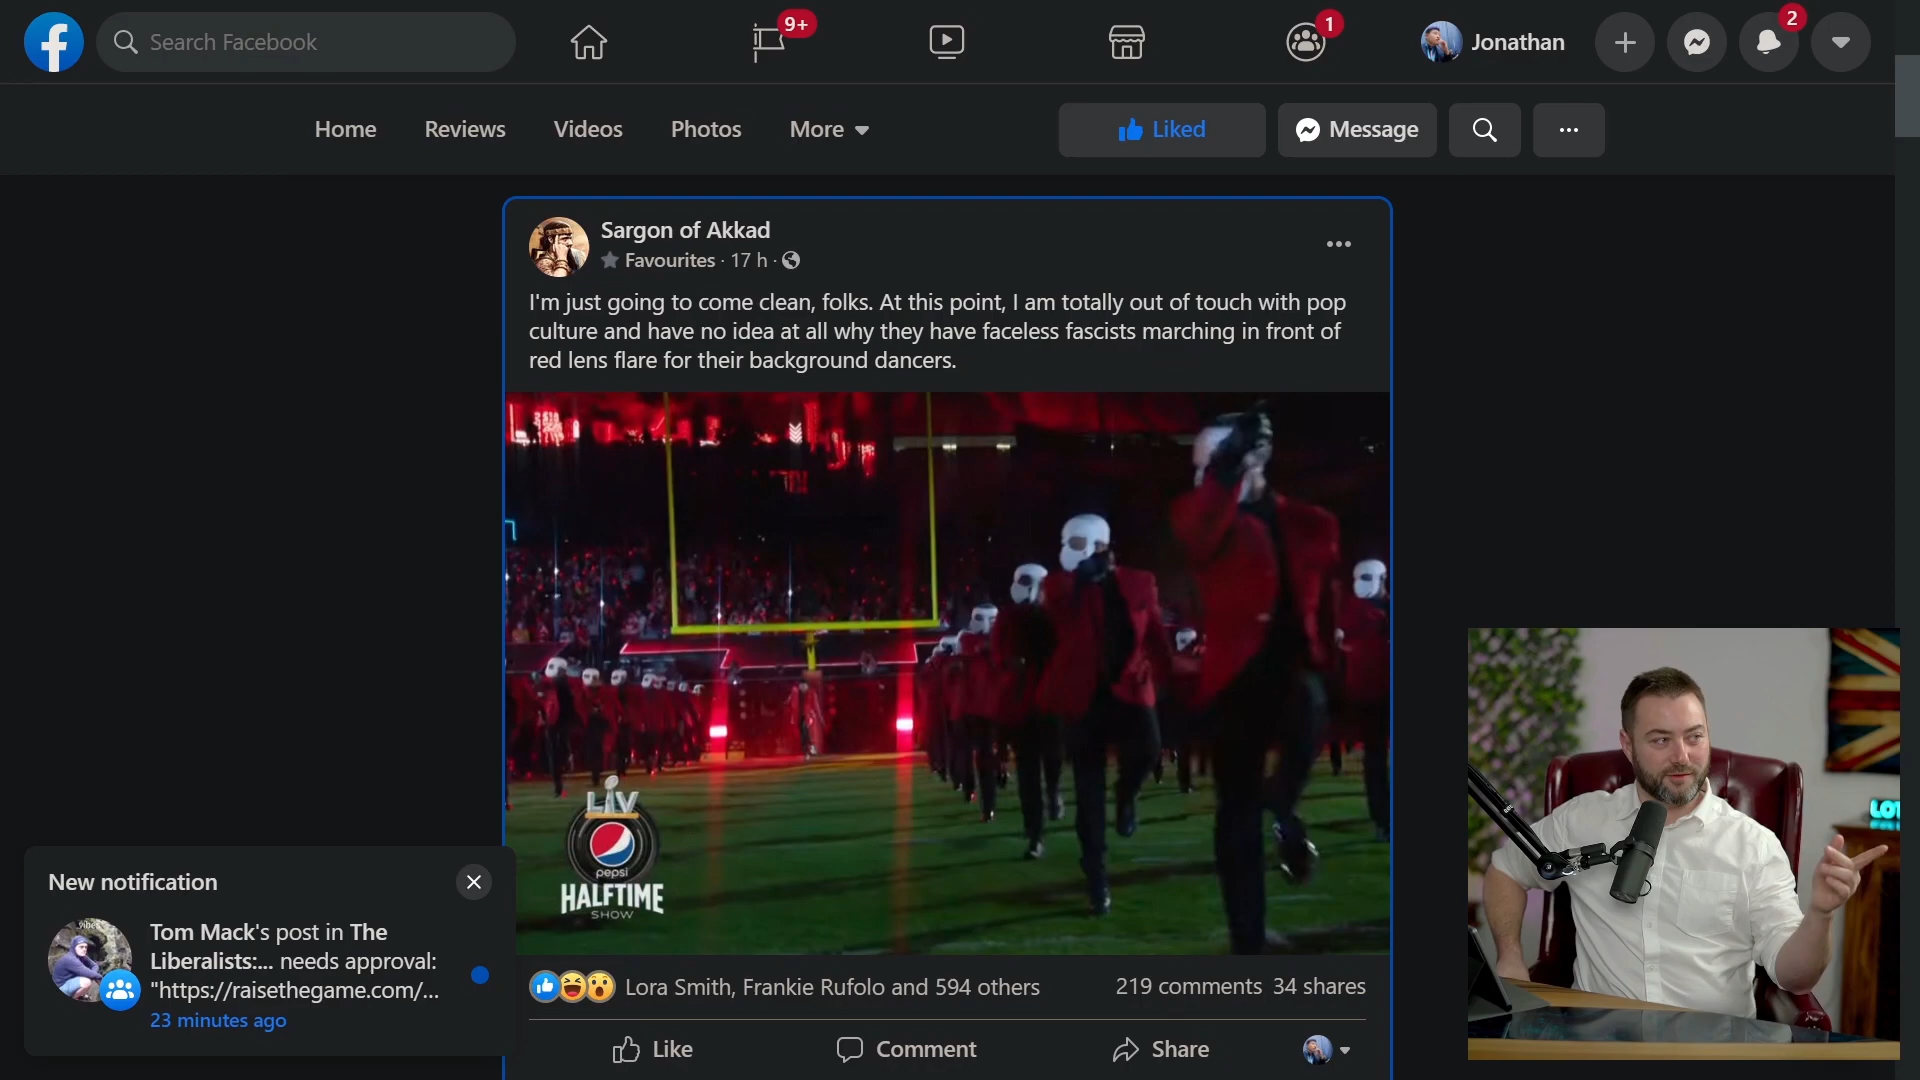 Search Facebook
9+
1
Jonathan
2
Home
Reviews
Videos
Photos
More
Liked
Message
Sargon of Akkad
Favourites · 17 h ·
I'm just going to come clean, folks. At this point, I am totally out of touch with pop
culture and have no idea at all why they have faceless fascists marching in front of
red lens flare for their background dancers.
LIV
pepsi
HALFTIME
SHOW
New notification
Tom Mack's post in The
Liberalists:... needs approval:
"https://raisethegame.com/...
23 minutes ago
Lora Smith, Frankie Rufolo and 594 others
219 comments 34 shares
Like
Comment
Share